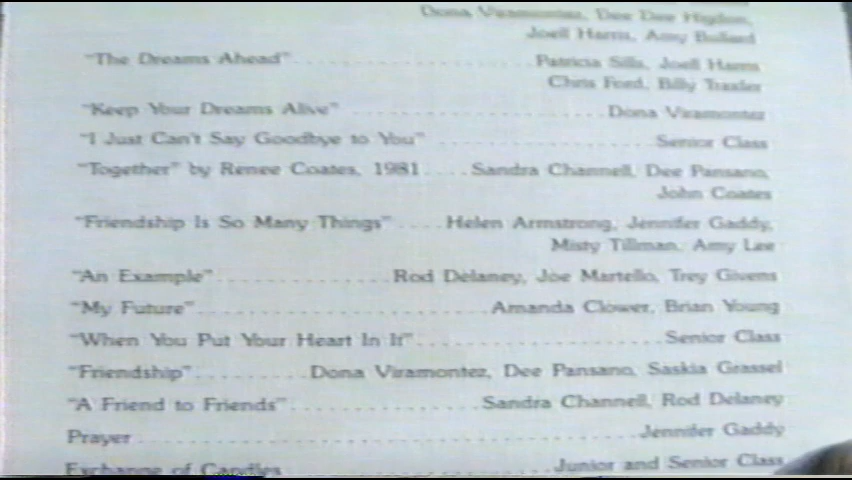 Dona Viramontez, Dee Dee Higdon,
Joell Harris, Amy Bullard
"The Dreams Ahead" . . . . . . . . . . . . . . . . . . . . . Patricia Sills, Joell Harris
Chris Ford, Billy Traxler
"Keep Your Dreams Alive" . . . . . . . . . . . . . . . . . . . . . Dona Viramontez
"I Just Can't Say Goodbye to You" . . . . . . . . . . . . . . . . . . Senior Class
"Together" by Renee Coates, 1981 . . . . Sandra Channell, Dee Pansano,
John Coates
"Friendship Is So Many Things" . . . . Helen Armstrong, Jennifer Gaddy,
Misty Tillman, Amy Lee
"An Example" . . . . . . . . . . . . . . Rod Delaney, Joe Martello, Trey Givens
"My Future" . . . . . . . . . . . . . . . . . . . . . . . Amanda Clower, Brian Young
"When You Put Your Heart In It" . . . . . . . . . . . . . . . . . . . . Senior Class
"Friendship" . . . . . . . . . Dona Viramontez, Dee Pansano, Saskia Grassel
"A Friend to Friends" . . . . . . . . . . . . . . . Sandra Channell, Rod Delaney
Prayer . . . . . . . . . . . . . . . . . . . . . . . . . . . . . . . . . . . . . . . . Jennifer Gaddy
Exchange of Candles . . . . . . . . . . . . . . . . . . . . . Junior and Senior Class